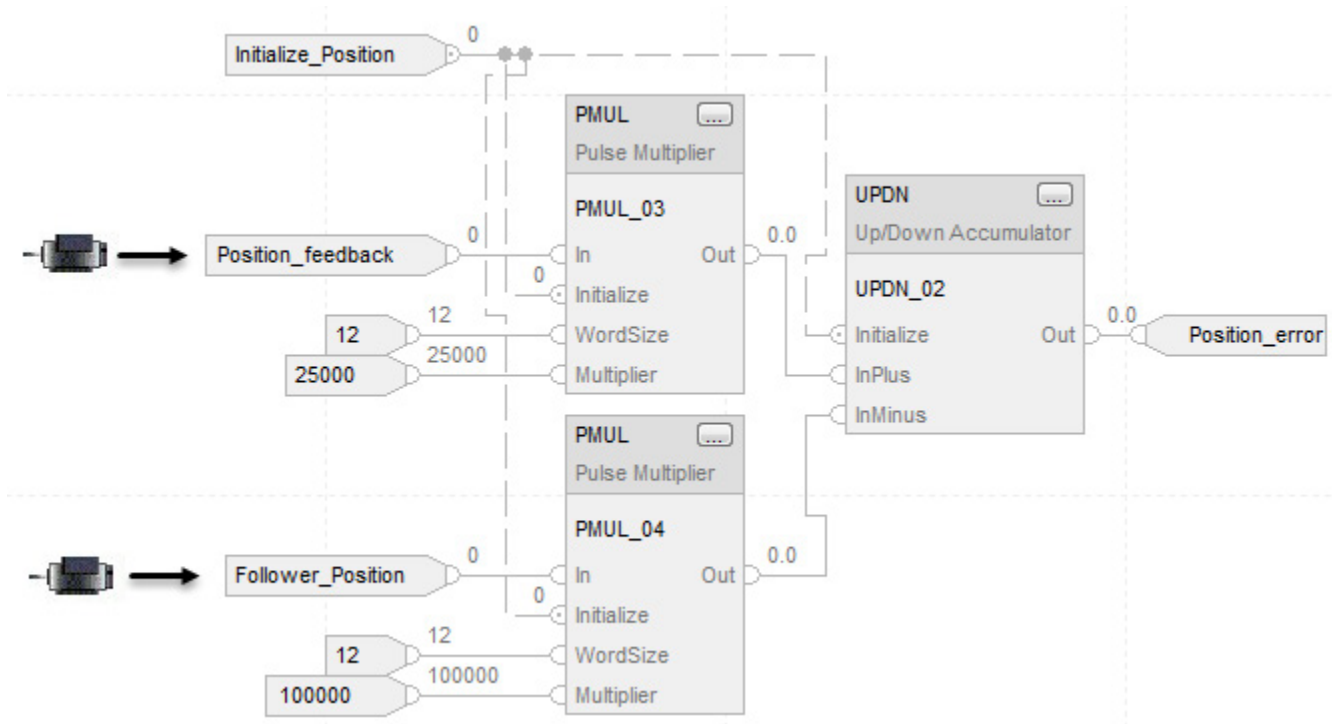 0
Initialize_Position
PMUL ...
Pulse Multiplier
PMUL_03
0
Position_feedback
In Out
0.0
0
Initialize
12
12
WordSize
25000
25000
Multiplier
UPDN ...
Up/Down Accumulator
UPDN_02
Initialize Out
0.0
Position_error
InPlus
InMinus
PMUL ...
Pulse Multiplier
PMUL_04
0
Follower_Position
In Out
0.0
0
Initialize
12
12
WordSize
100000
100000
Multiplier